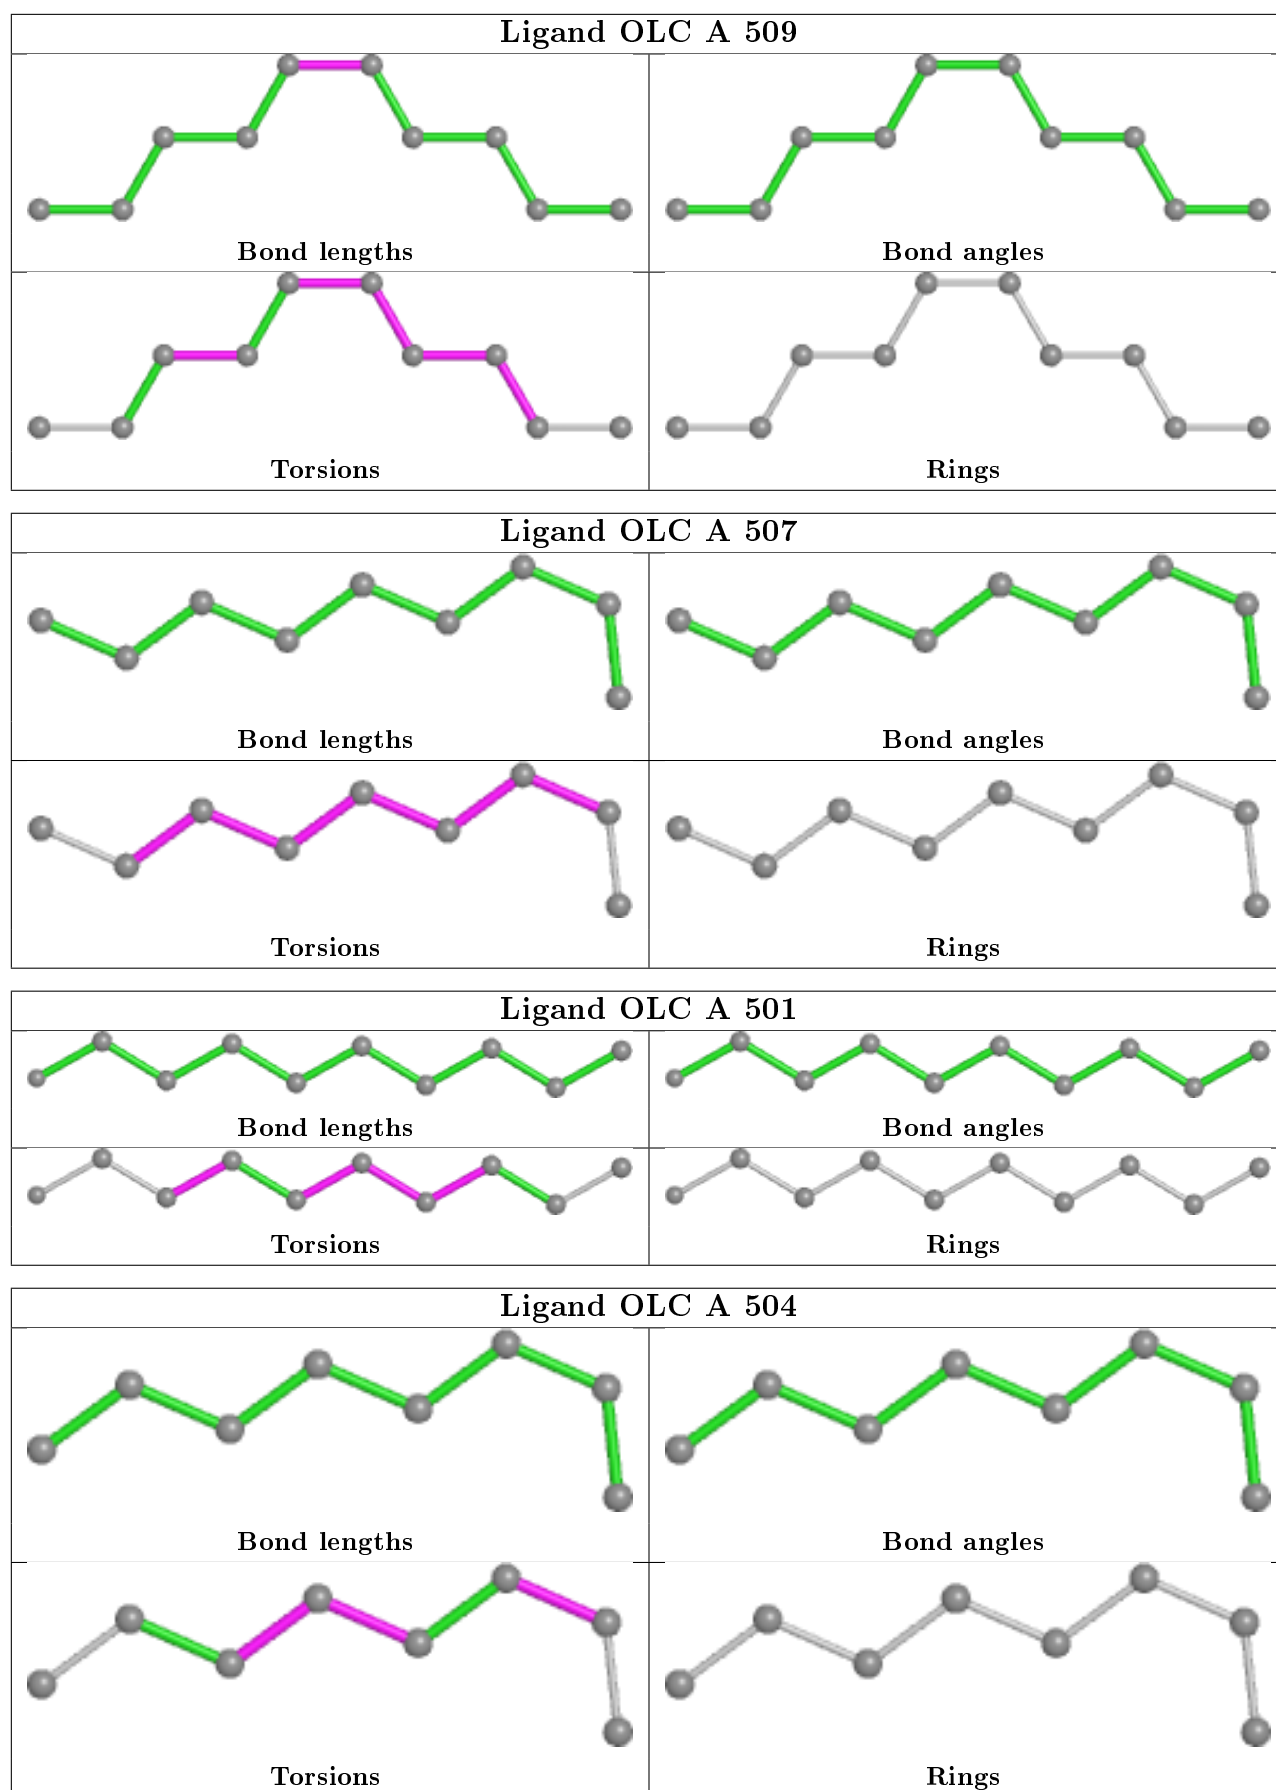 Ligand OLC A 509
Bond lengths
Bond angles
Torsions
Rings
Ligand OLC A 507
Bond lengths
Bond angles
Torsions
Rings
Ligand OLC A 501
Bond lengths
Bond angles
Torsions
Rings
Ligand OLC A 504
Bond lengths
Bond angles
Torsions
Rings